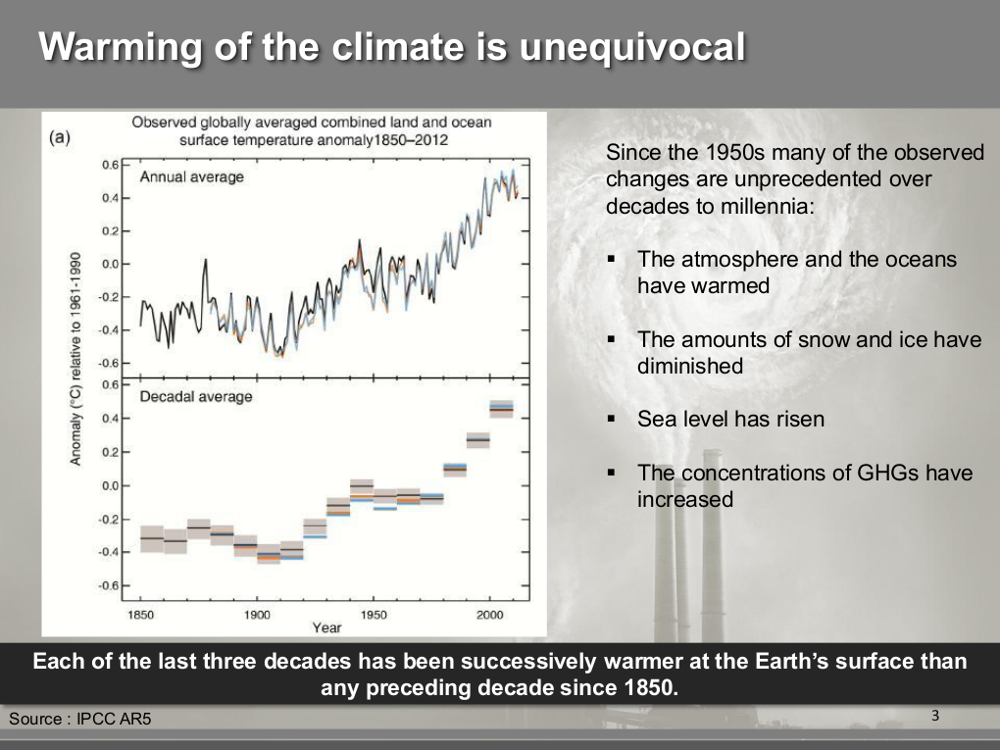 Warming of the climate is unequivocal
(a)
Observed globally averaged combined land and ocean
surface temperature anomaly1850–2012
Annual average
0.6
0.4
0.2
0.0
-0.2
-0.4
-0.6
Anomaly (°C) relative to 1961-1990
Decadal average
0.6
0.4
0.2
0.0
-0.2
-0.4
-0.6
1850 1900 1950 2000
Year
Since the 1950s many of the observed
changes are unprecedented over
decades to millennia:
▪ The atmosphere and the oceans
have warmed
▪ The amounts of snow and ice have
diminished
▪ Sea level has risen
▪ The concentrations of GHGs have
increased
Each of the last three decades has been successively warmer at the Earth’s surface than
any preceding decade since 1850.
Source : IPCC AR5
3